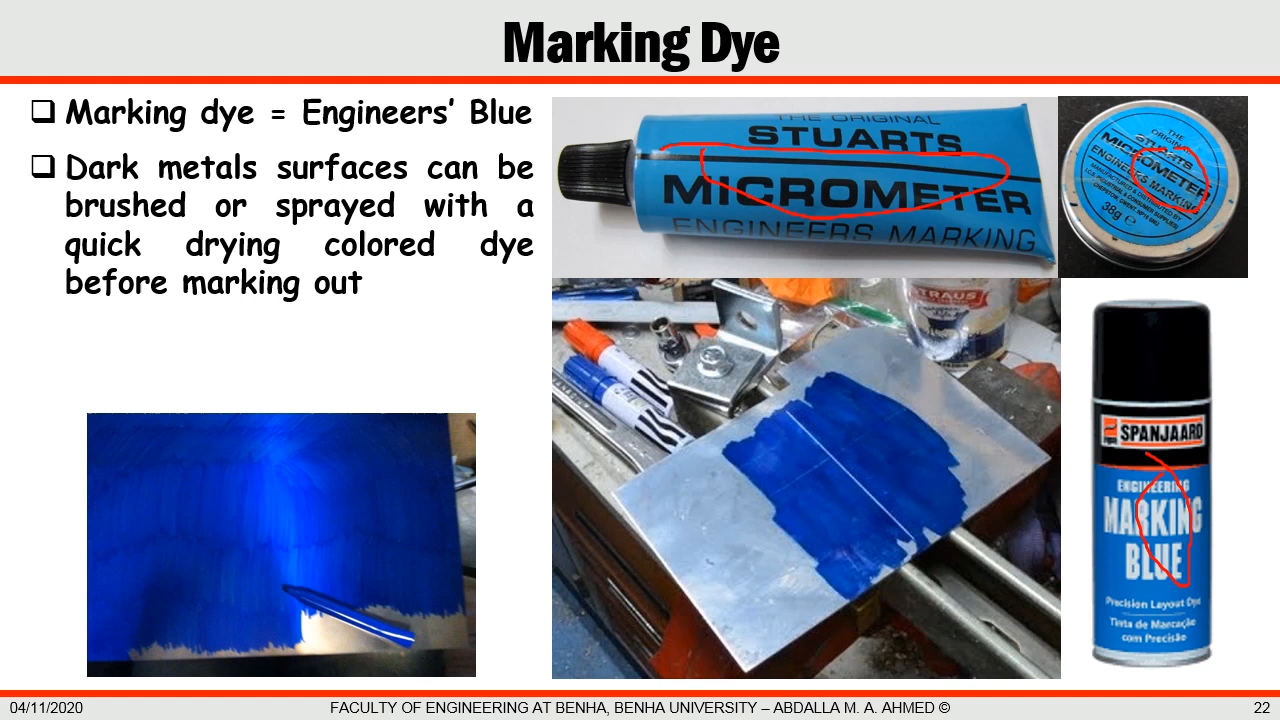 Marking Dye
Marking dye = Engineers' Blue
Dark metals surfaces can be
brushed or sprayed with a
quick drying colored dye
before marking out
THE ORIGINAL
STUARTS
MICROMETER
ENGINEERS MARKING
THE
ORIGINAL
STUARTS
MICROMETER
ENGINEERS MARKING
38g
STRAUS
SPANJAARD
ENGINEERING
MARKING
BLUE
Precision Layout Dye
Tinta de Marcação
com Precisão
04/11/2020
FACULTY OF ENGINEERING AT BENHA, BENHA UNIVERSITY – ABDALLA M. A. AHMED ©
22